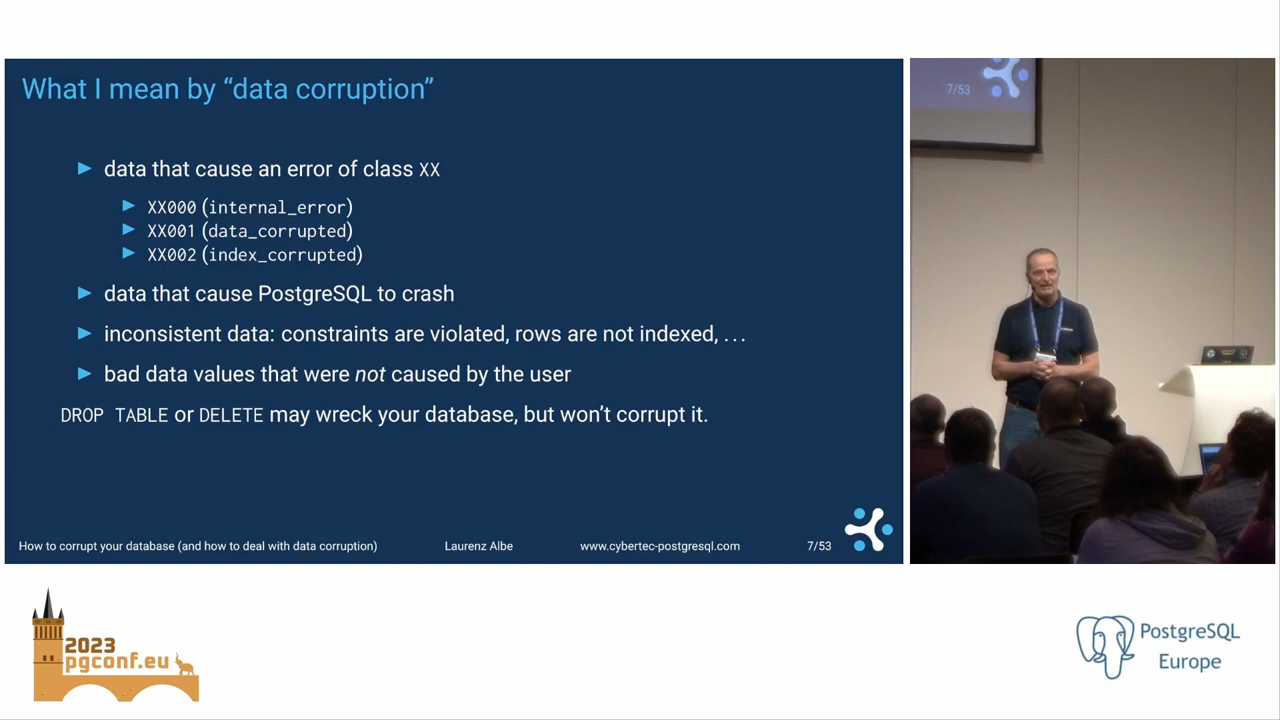 What I mean by “data corruption”
data that cause an error of class XX
XX000 (internal_error)
XX001 (data_corrupted)
XX002 (index_corrupted)
data that cause PostgreSQL to crash
inconsistent data: constraints are violated, rows are not indexed, ...
bad data values that were not caused by the user
DROP TABLE or DELETE may wreck your database, but won’t corrupt it.
How to corrupt your database (and how to deal with data corruption) Laurenz Albe www.cybertec-postgresql.com 7/53
7/53
2023
pgconf.eu
PostgreSQL
Europe